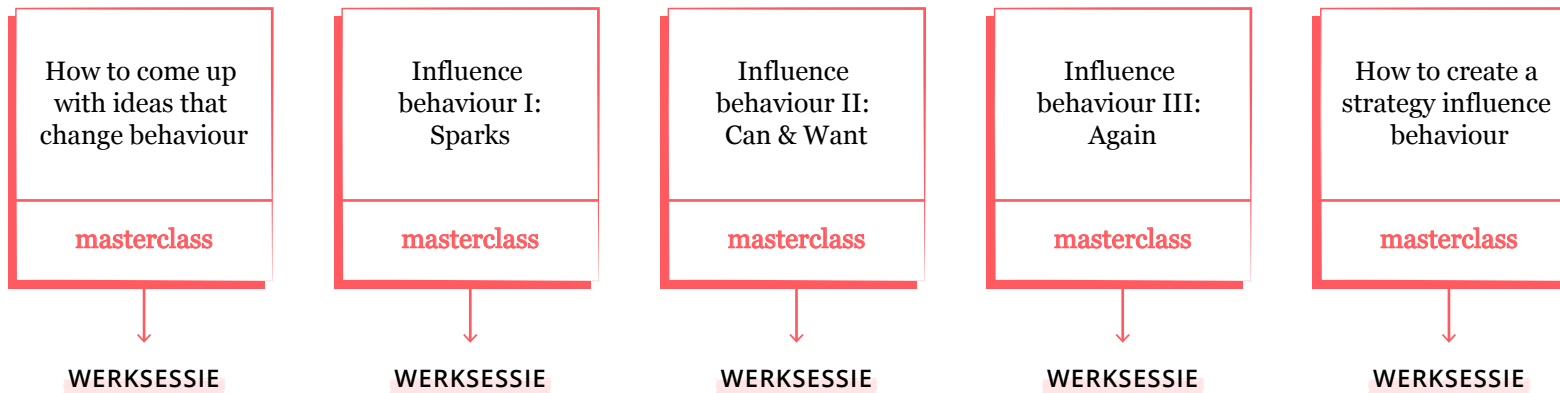 How to come up
with ideas that
change behaviour
masterclass
WERKSESSIE
Influence
behaviour I:
Sparks
masterclass
WERKSESSIE
Influence
behaviour II:
Can & Want
masterclass
WERKSESSIE
Influence
behaviour III:
Again
masterclass
WERKSESSIE
How to create a
strategy influence
behaviour
masterclass
WERKSESSIE